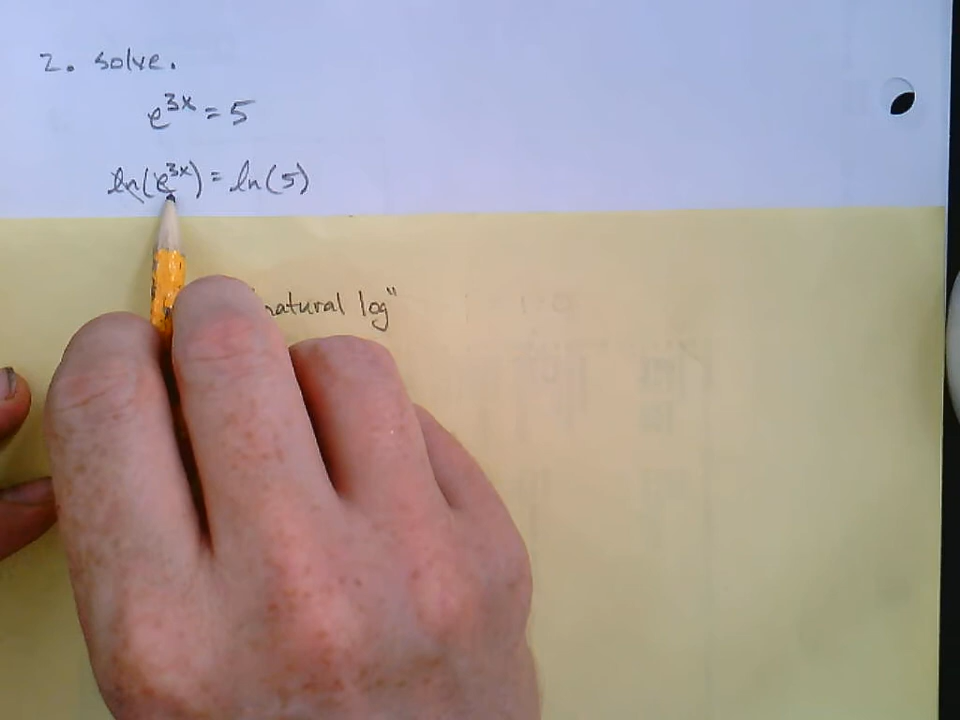 2. solve.
e^{3x} = 5
ln(e^{3x}) = ln(5)
natural log"